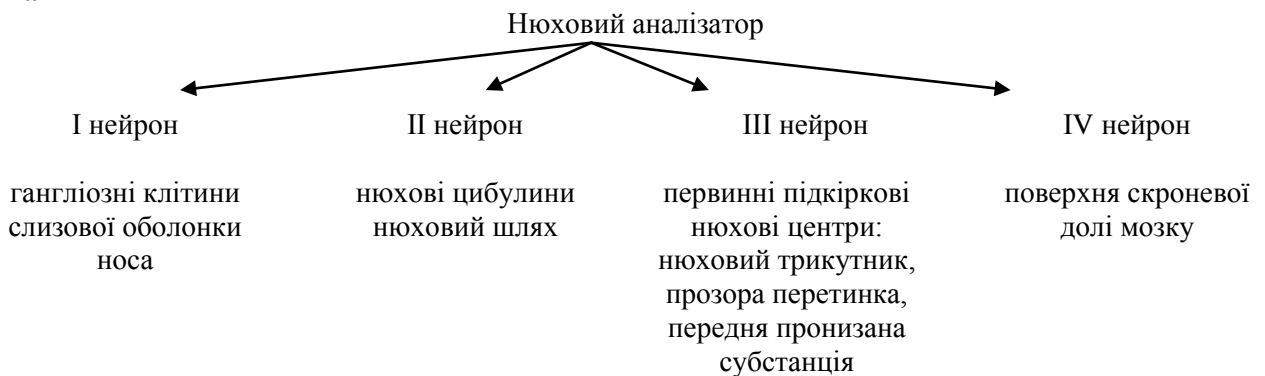 Нюховий аналізатор
I нейрон
II нейрон
III нейрон
IV нейрон
гангліозні клітини
слизової оболонки
носа
нюхові цибулини
нюховий шлях
первинні підкіркові
нюхові центри:
нюховий трикутник,
прозора перетинка,
передня пронизана
субстанція
поверхня скроневої
долі мозку